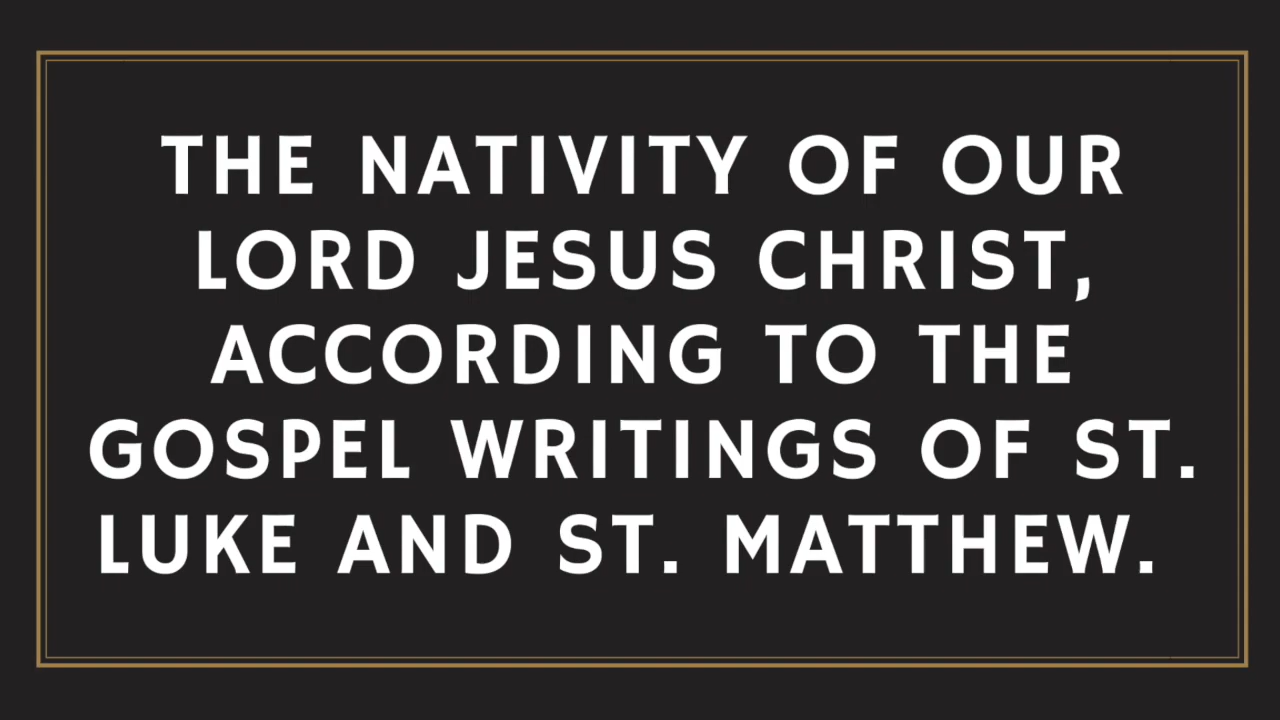 THE NATIVITY OF OUR
LORD JESUS CHRIST,
ACCORDING TO THE
GOSPEL WRITINGS OF ST.
LUKE AND ST. MATTHEW.